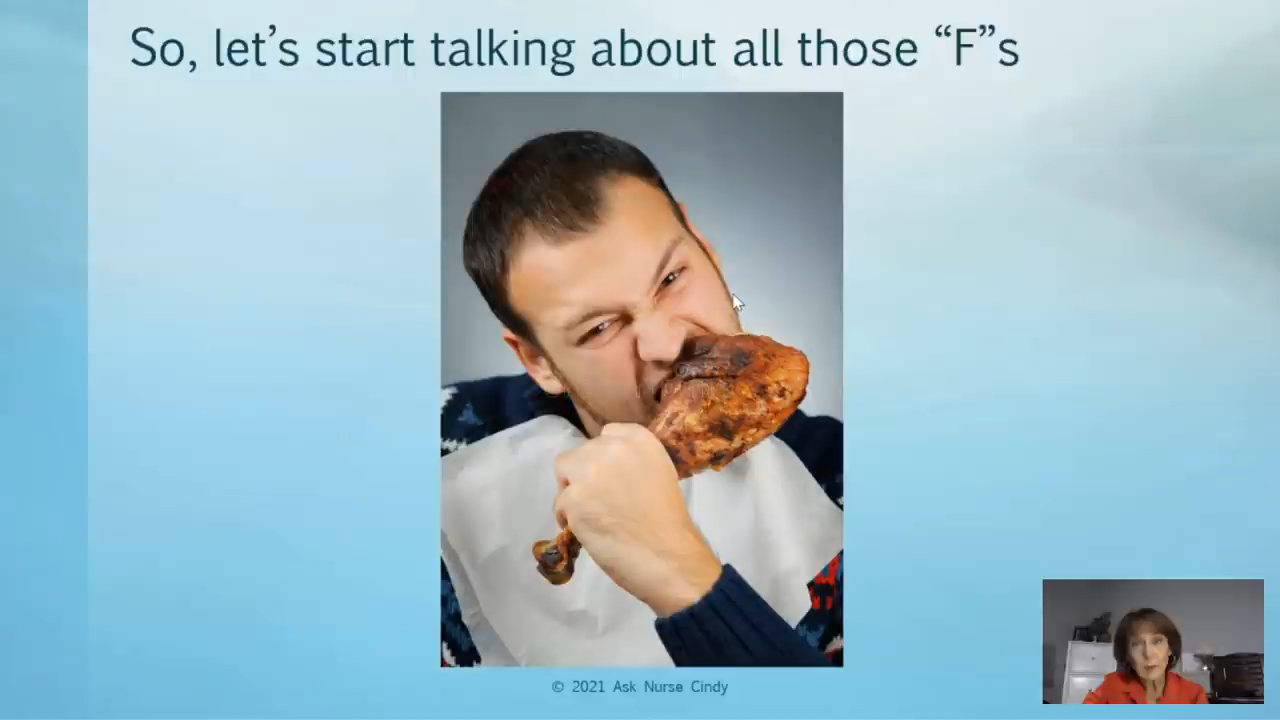 So, let’s start talking about all those “F”s
© 2021 Ask Nurse Cindy